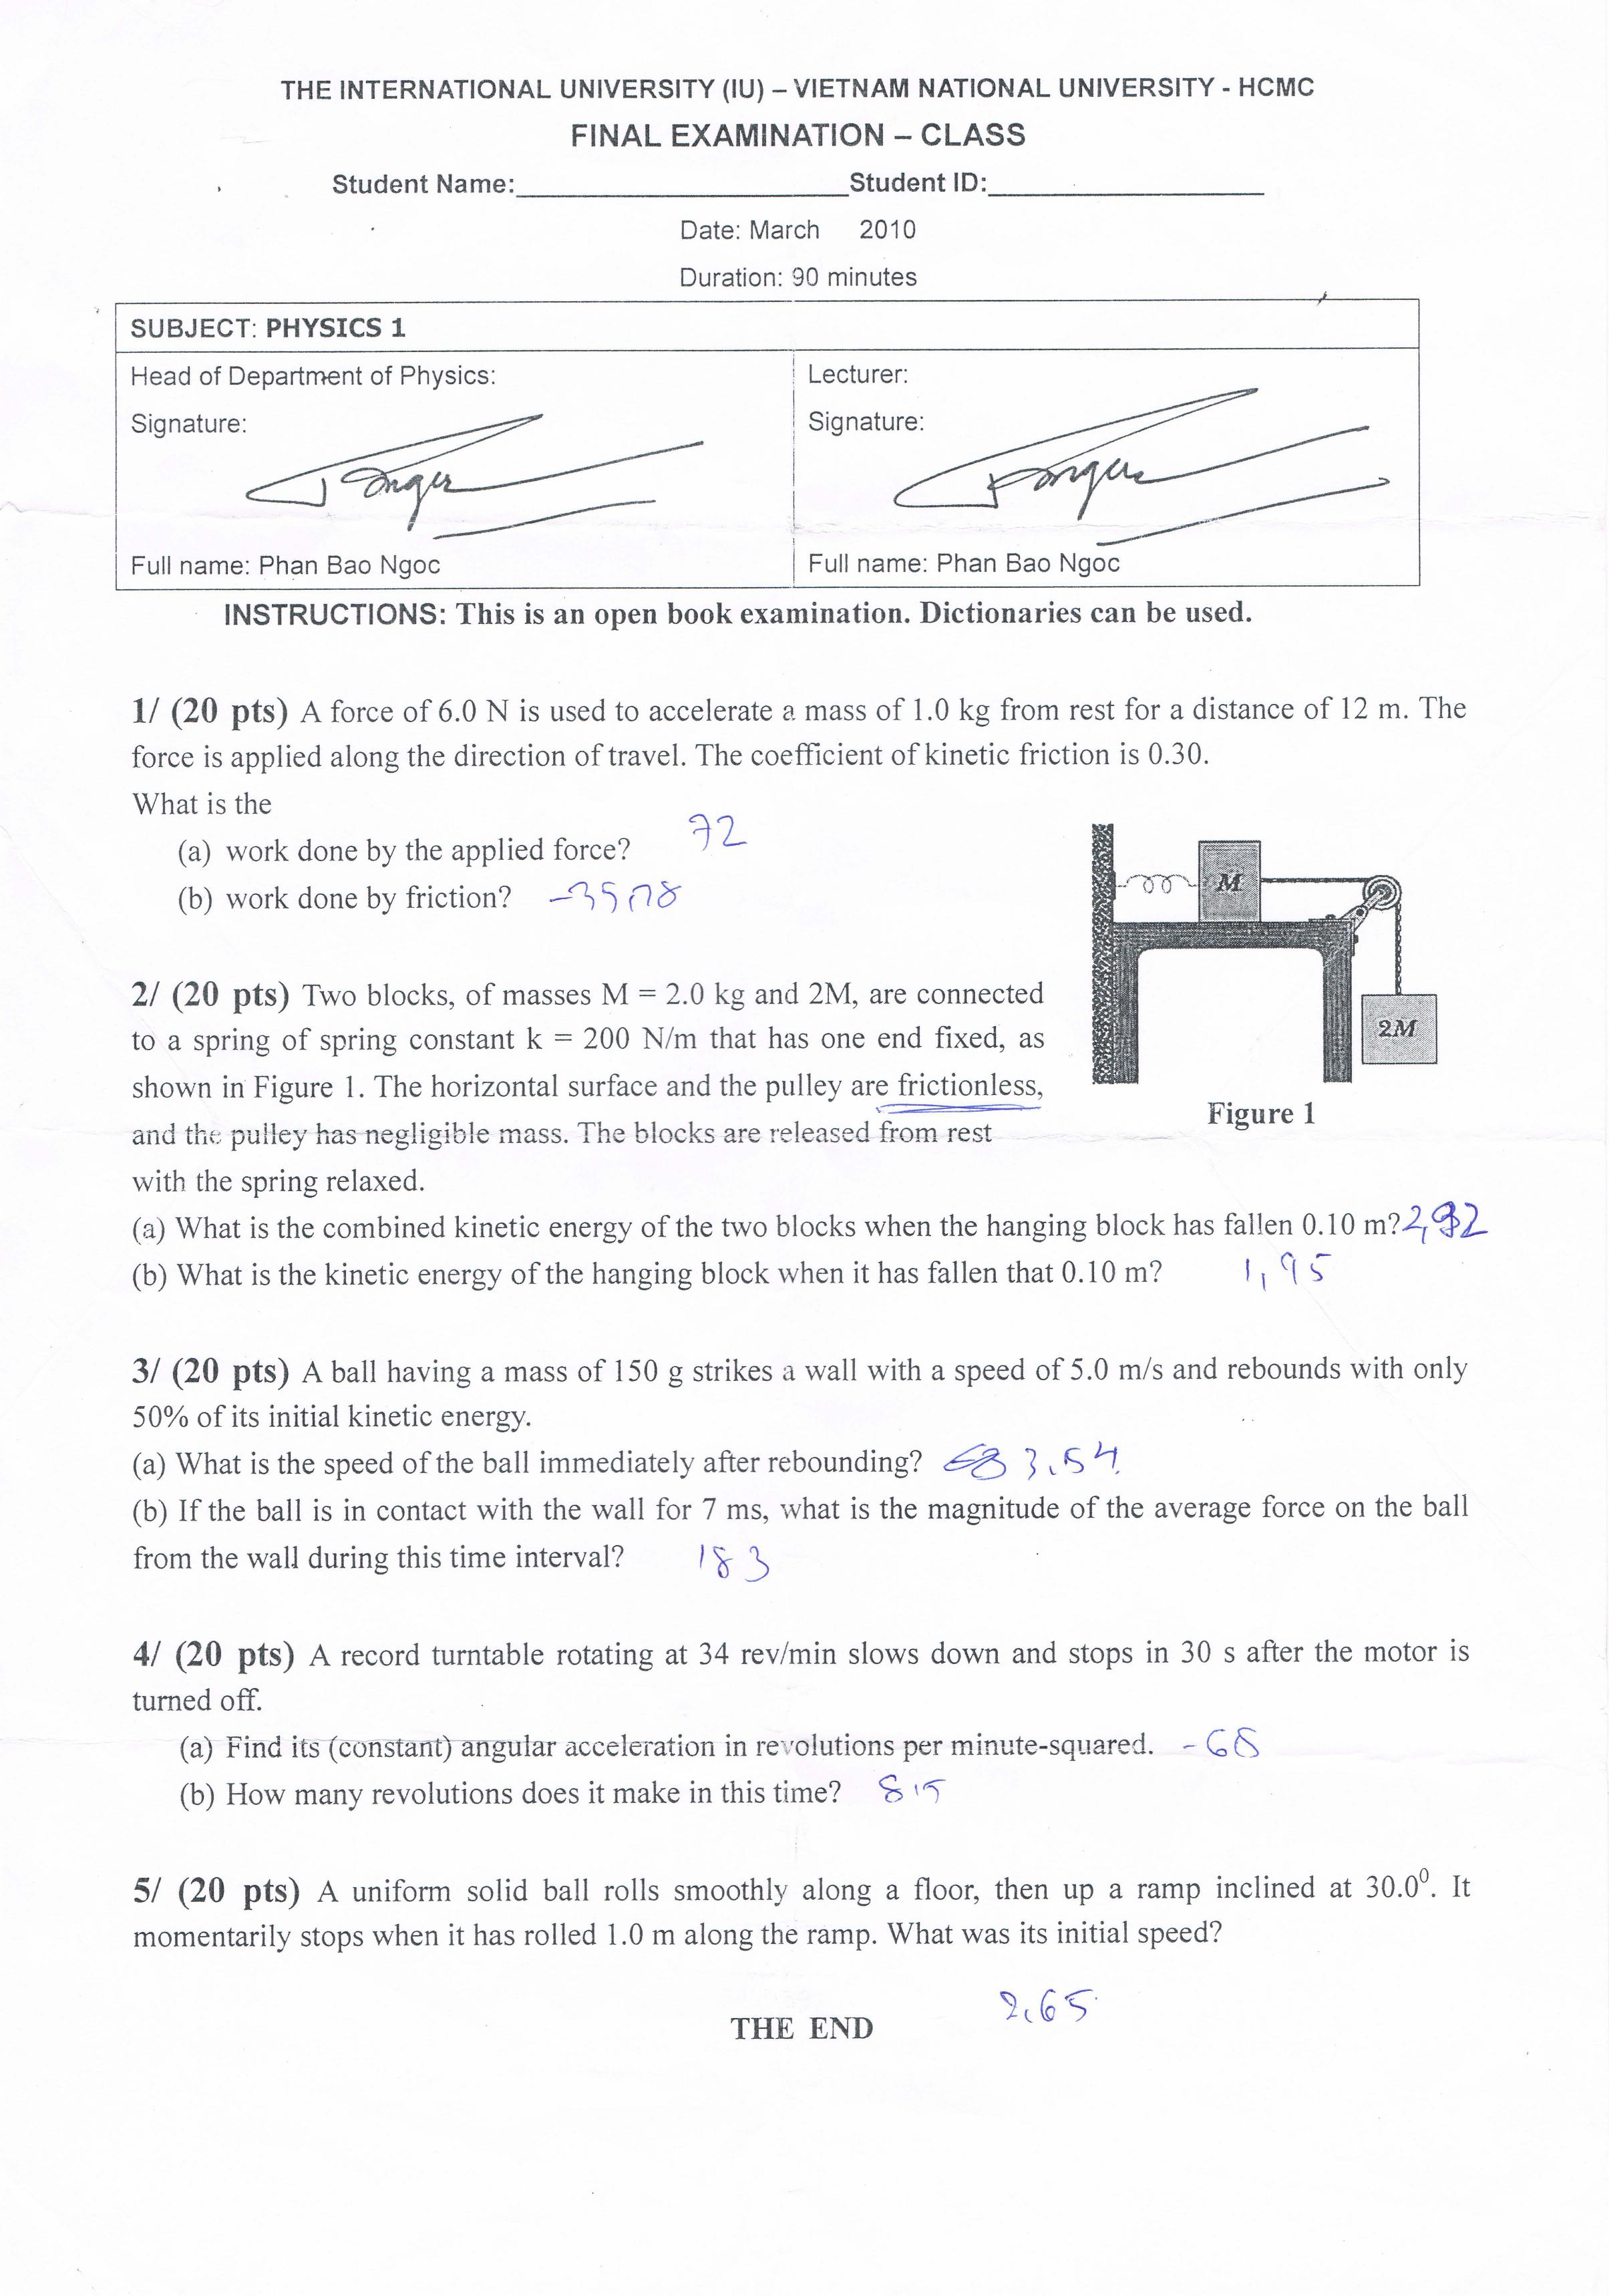 THE INTERNATIONAL UNIVERSITY (IU) – VIETNAM NATIONAL UNIVERSITY - HCMC
FINAL EXAMINATION – CLASS
Student Name:____________________Student ID:________________
Date: March 2010
Duration: 90 minutes
SUBJECT: PHYSICS 1
Head of Department of Physics:
Signature:
Full name: Phan Bao Ngoc
Lecturer:
Signature:
Full name: Phan Bao Ngoc
INSTRUCTIONS: This is an open book examination. Dictionaries can be used.
1/ (20 pts) A force of 6.0 N is used to accelerate a mass of 1.0 kg from rest for a distance of 12 m. The
force is applied along the direction of travel. The coefficient of kinetic friction is 0.30.
What is the
(a) work done by the applied force? 72
(b) work done by friction?
M
2M
Figure 1
2/ (20 pts) Two blocks, of masses M = 2.0 kg and 2M, are connected
to a spring of spring constant k = 200 N/m that has one end fixed, as
shown in Figure 1. The horizontal surface and the pulley are frictionless,
and the pulley has negligible mass. The blocks are released from rest
with the spring relaxed.
(a) What is the combined kinetic energy of the two blocks when the hanging block has fallen 0.10 m?
(b) What is the kinetic energy of the hanging block when it has fallen that 0.10 m? 1,95
3/ (20 pts) A ball having a mass of 150 g strikes a wall with a speed of 5.0 m/s and rebounds with only
50% of its initial kinetic energy.
(a) What is the speed of the ball immediately after rebounding? 3.54
(b) If the ball is in contact with the wall for 7 ms, what is the magnitude of the average force on the ball
from the wall during this time interval? 183
4/ (20 pts) A record turntable rotating at 34 rev/min slows down and stops in 30 s after the motor is
turned off.
(a) Find its (constant) angular acceleration in revolutions per minute-squared. -68
(b) How many revolutions does it make in this time? 8,5
5/ (20 pts) A uniform solid ball rolls smoothly along a floor, then up a ramp inclined at 30.0⁰. It
momentarily stops when it has rolled 1.0 m along the ramp. What was its initial speed?
2,65
THE END